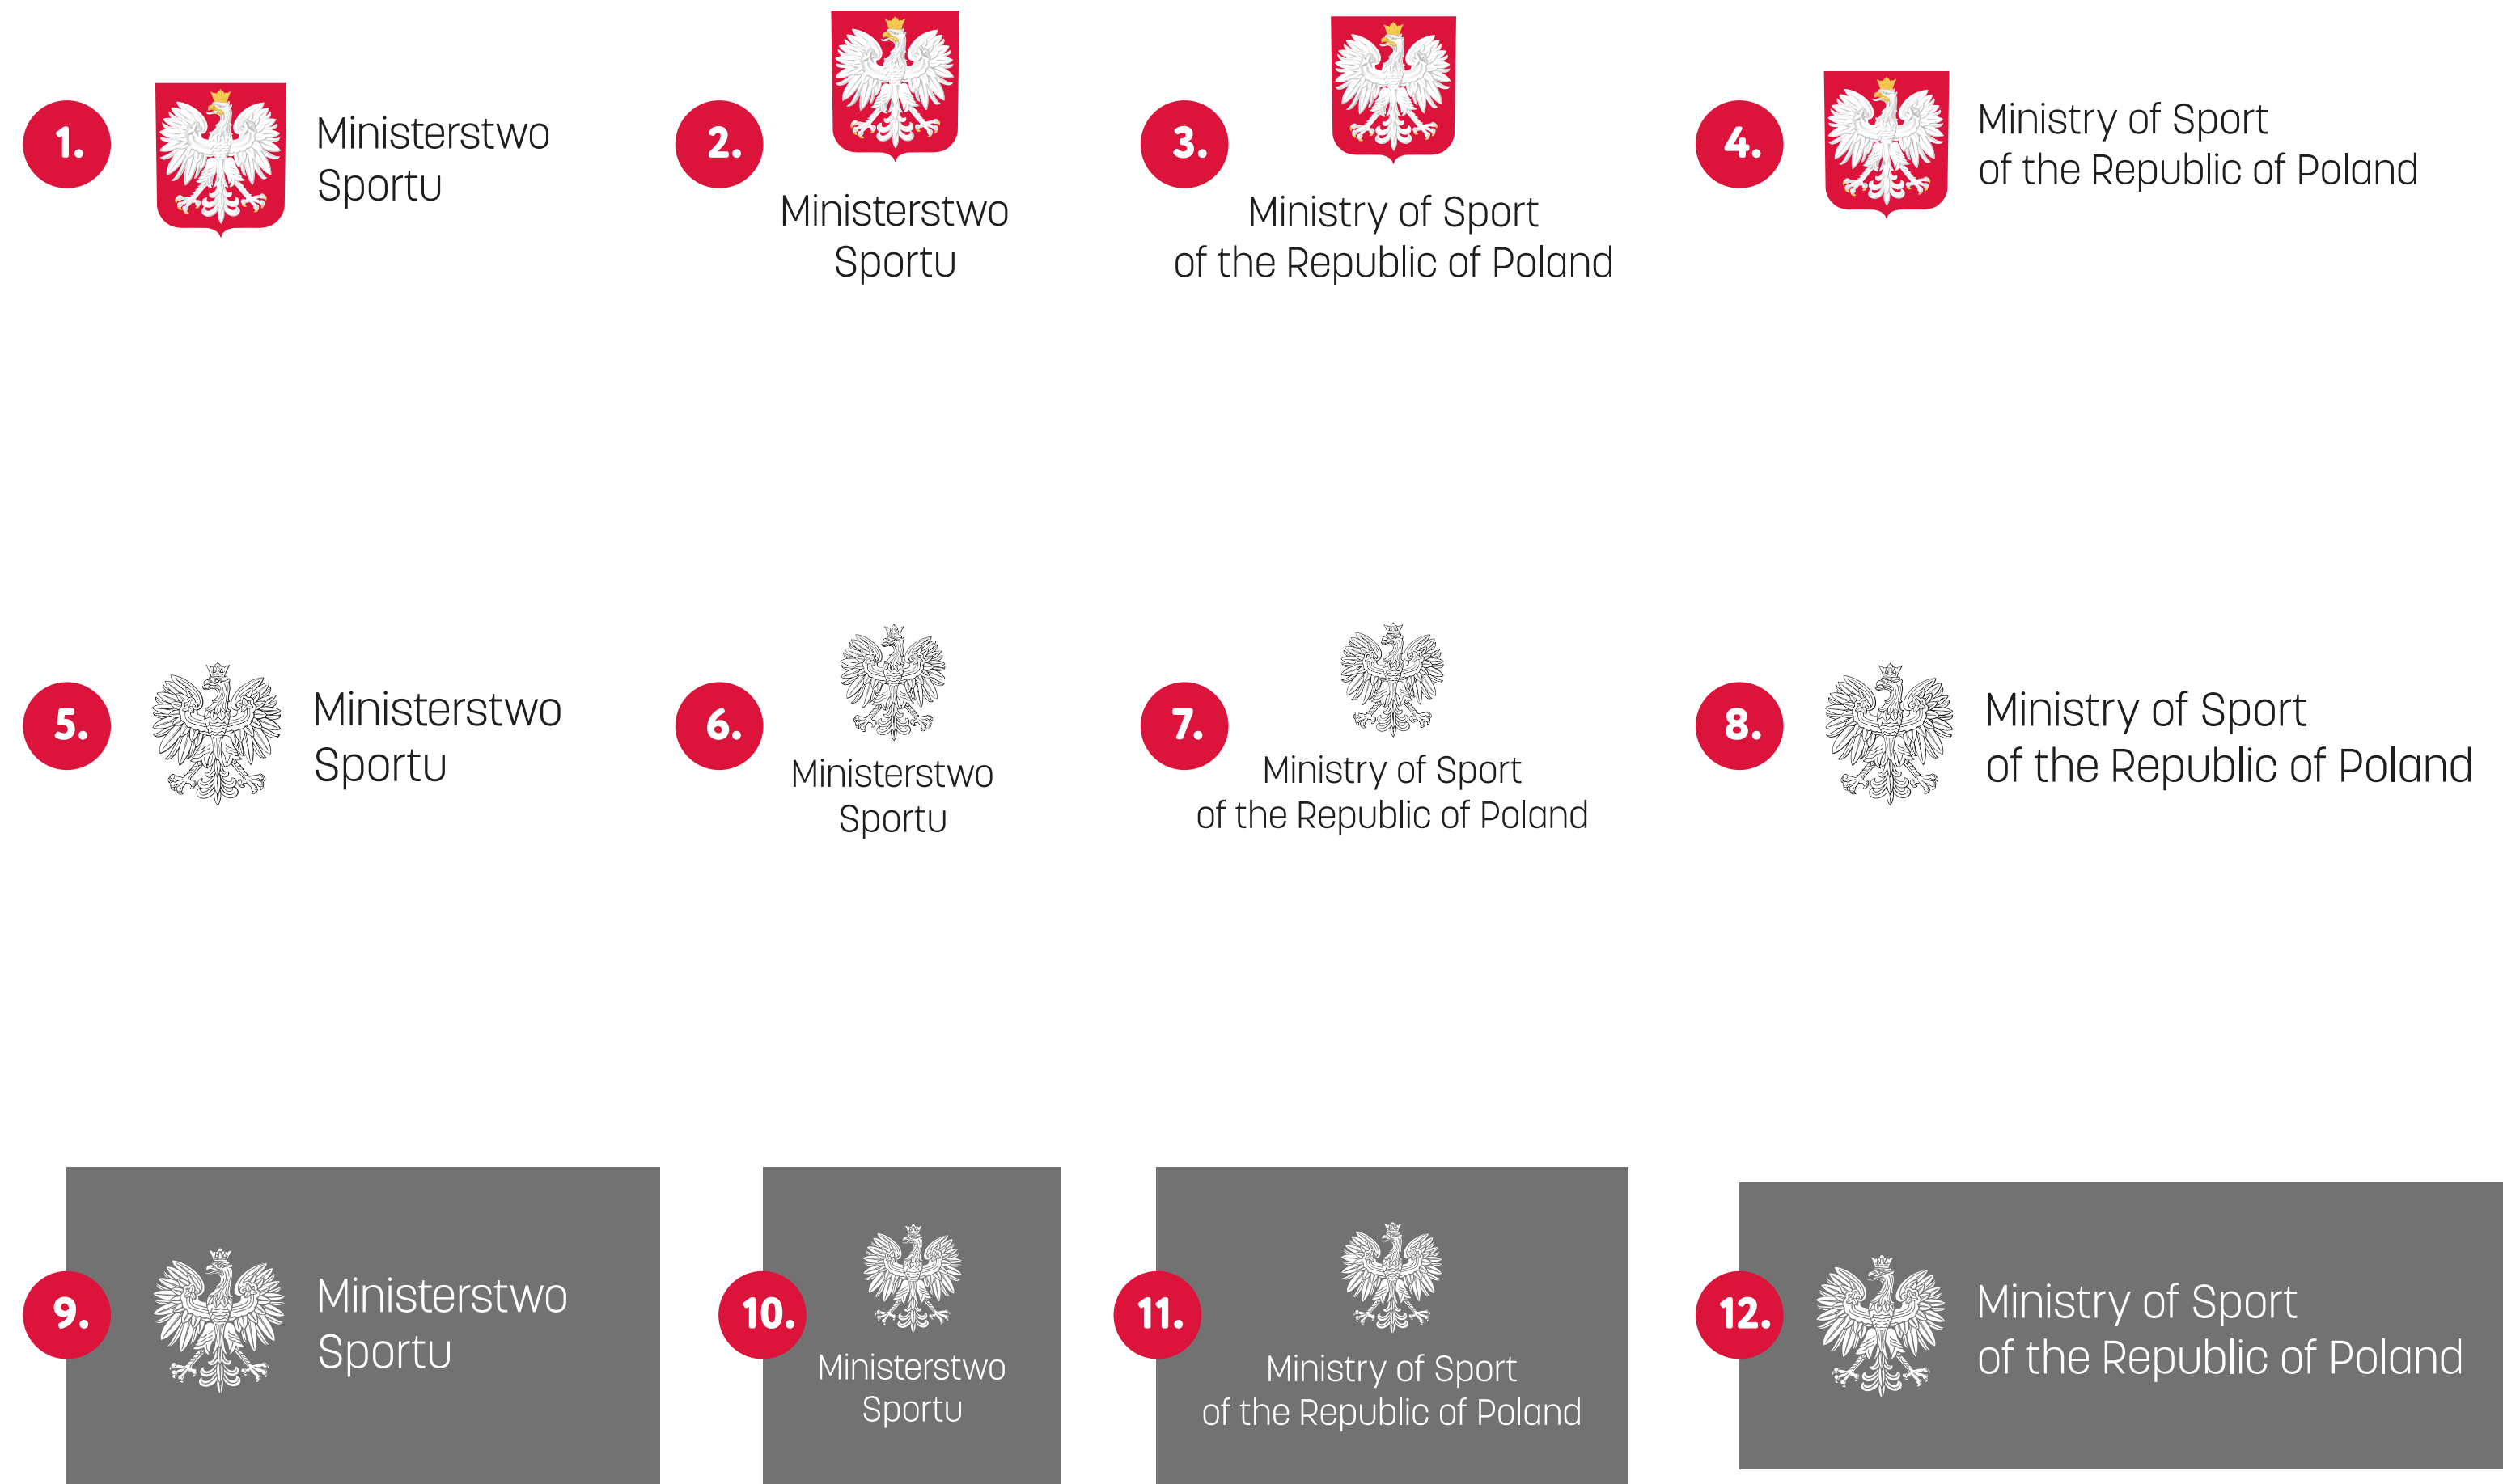 1.
Ministerstwo
Sportu
2.
Ministerstwo
Sportu
3.
Ministry of Sport
of the Republic of Poland
4.
Ministry of Sport
of the Republic of Poland
5.
Ministerstwo
Sportu
6.
Ministerstwo
Sportu
7.
Ministry of Sport
of the Republic of Poland
8.
Ministry of Sport
of the Republic of Poland
9.
Ministerstwo
Sportu
10.
Ministerstwo
Sportu
11.
Ministry of Sport
of the Republic of Poland
12.
Ministry of Sport
of the Republic of Poland